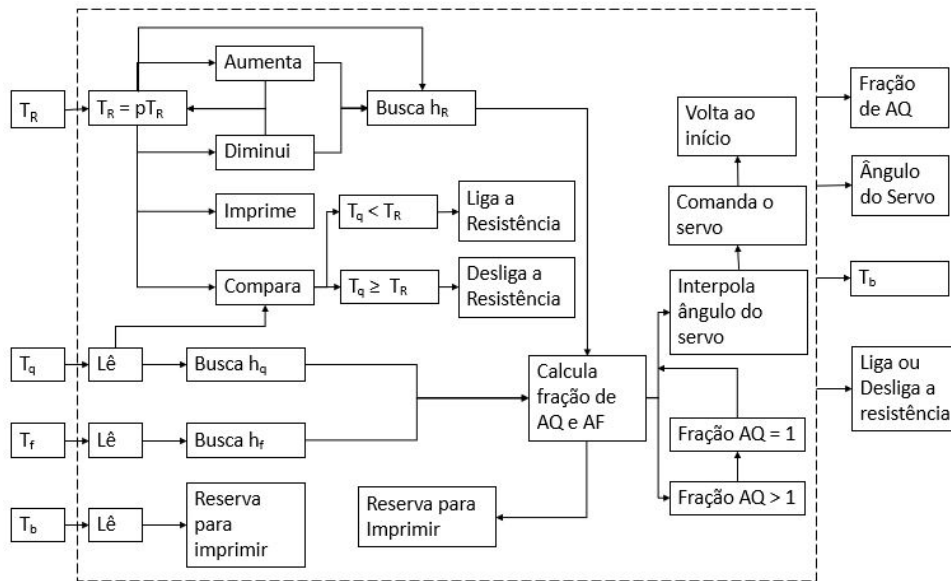 T_R
T_R = pT_R
Aumenta
Diminui
Busca h_R
Imprime
Compara
T_q < T_R
Liga a
Resistência
T_q ≥ T_R
Desliga a
Resistência
T_q
Lê
Busca h_q
T_f
Lê
Busca h_f
T_b
Lê
Reserva
para
imprimir
Calcula
fração de
AQ e AF
Reserva para
Imprimir
Volta ao
início
Comanda o
servo
Interpola
ângulo do
servo
Fração AQ = 1
Fração AQ > 1
Fração
de AQ
Ângulo
do Servo
T_b
Liga ou
Desliga a
resistência